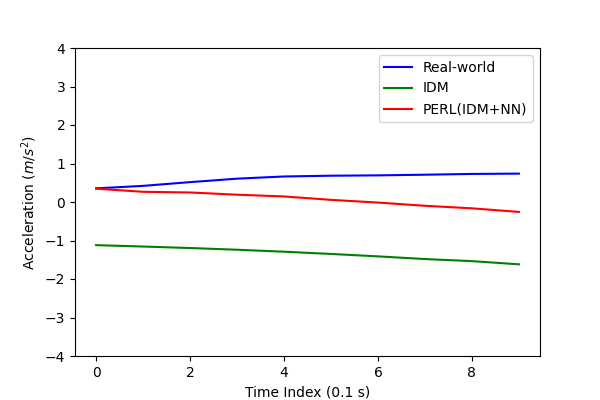 4
3
2
1
0
−1
−2
−3
−4
Acceleration (m/s²)
Real-world
IDM
PERL(IDM+NN)
0 2 4 6 8
Time Index (0.1 s)